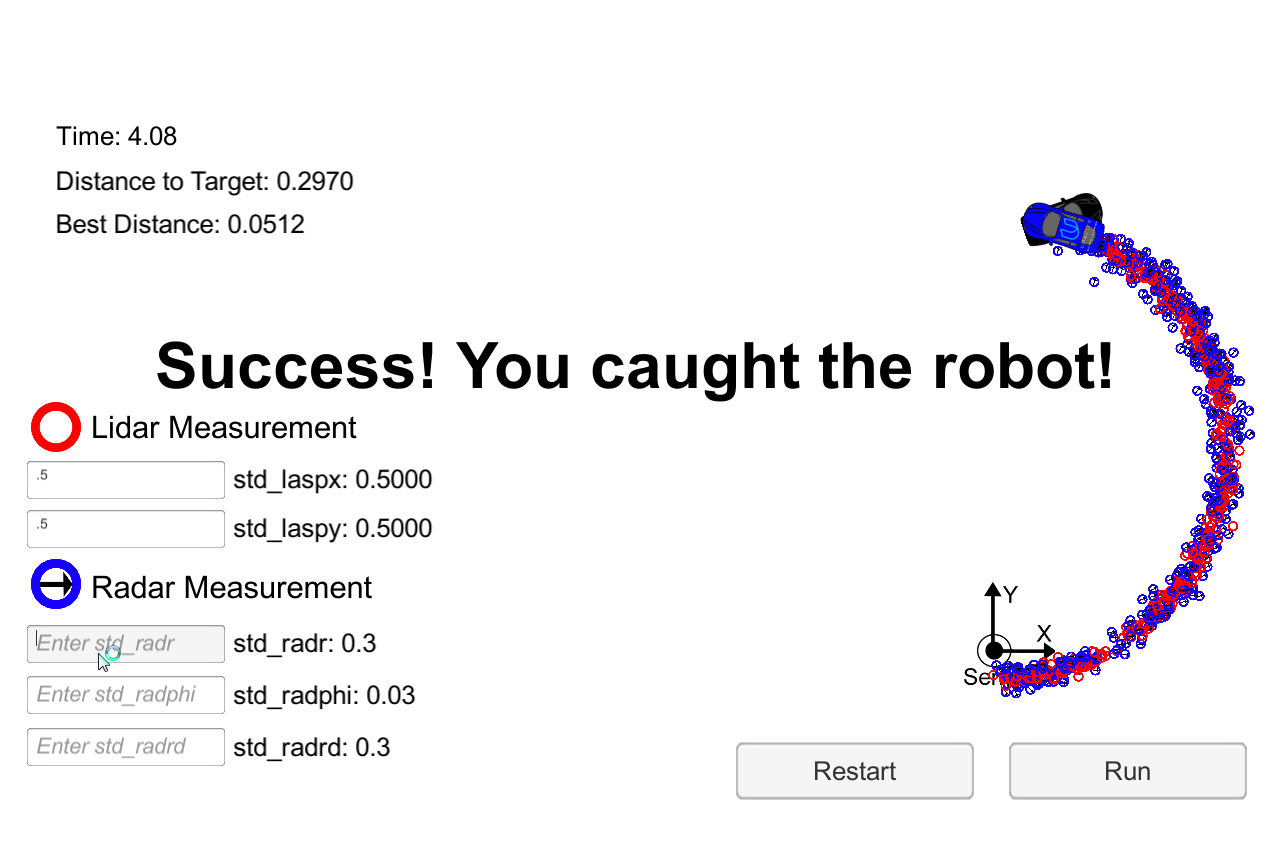 Time: 4.08
Distance to Target: 0.2970
Best Distance: 0.0512
Success! You caught the robot!
Lidar Measurement
.5
std_laspx: 0.5000
.5
std_laspy: 0.5000
Radar Measurement
Enter std_radr
std_radr: 0.3
Enter std_radphi
std_radphi: 0.03
Enter std_radrd
std_radrd: 0.3
Y
X
Restart
Run